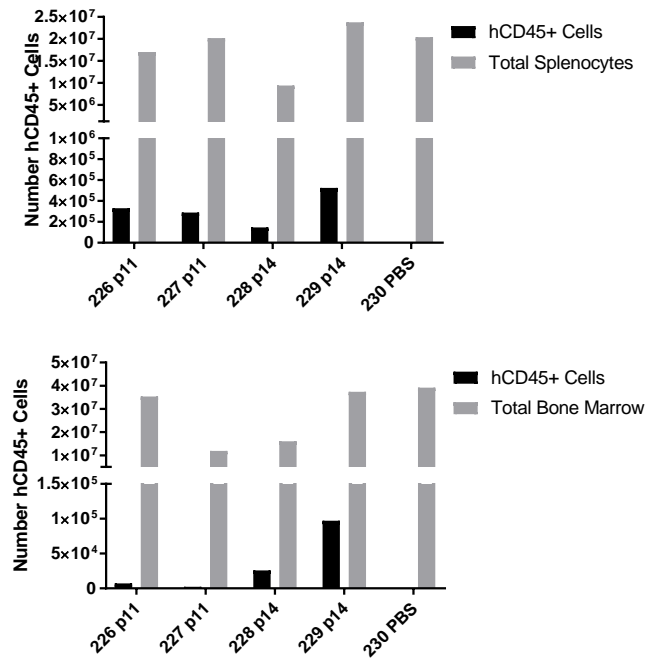 Number hCD45+ Cells
2.5×10⁷
2×10⁷
1.5×10⁷
1×10⁷
5×10⁶
1×10⁶
8×10⁵
6×10⁵
4×10⁵
2×10⁵
0
226 p11
227 p11
228 p14
229 p14
230 PBS
hCD45+ Cells
Total Splenocytes
Number hCD45+ Cells
5×10⁷
4×10⁷
3×10⁷
2×10⁷
1×10⁷
1.5×10⁵
1×10⁵
5×10⁴
0
226 p11
227 p11
228 p14
229 p14
230 PBS
hCD45+ Cells
Total Bone Marrow